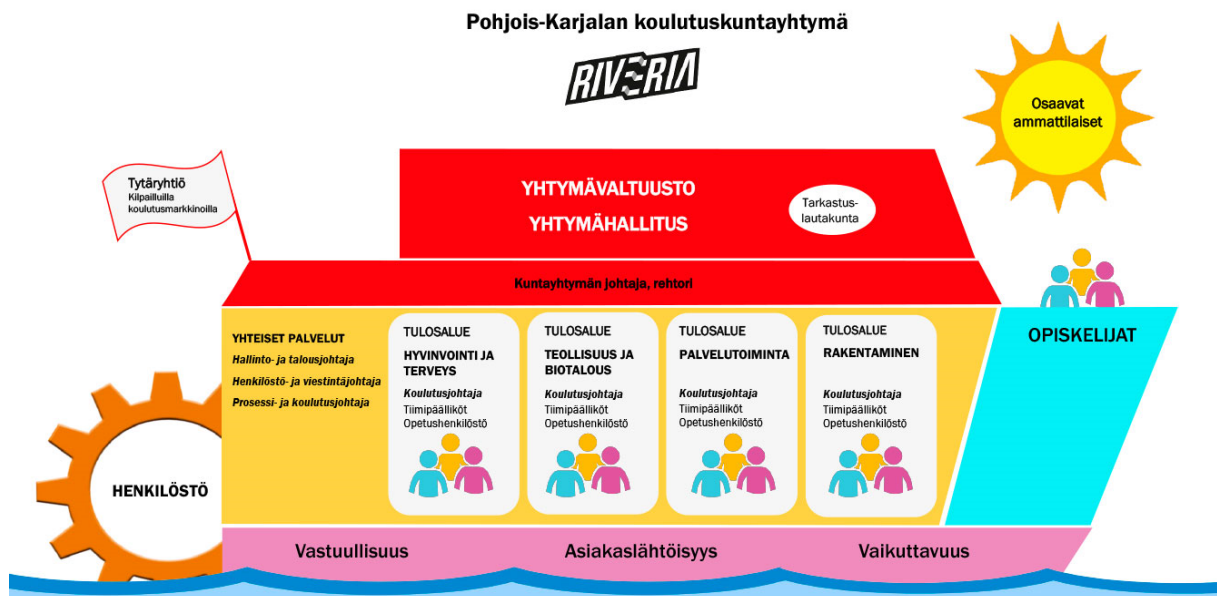 Pohjois-Karjalan koulutuskuntayhtymä
RIVERIA
Osaavat
ammattilaiset
Tytäryhtiö
Kilpailluilla
koulutusmarkkinoilla
YHTYMÄVALTUUSTO
YHTYMÄHALLITUS
Tarkastus-
lautakunta
Kuntayhtymän johtaja, rehtori
YHTEISET PALVELUT
Hallinto- ja talousjohtaja
Henkilöstö- ja viestintäjohtaja
Prosessi- ja koulutusjohtaja
TULOSALUE
HYVINVOINTI JA
TERVEYS
Koulutusjohtaja
Tiimipäälliköt
Opetushenkilöstö
TULOSALUE
TEOLLISUUS JA
BIOTALOUS
Koulutusjohtaja
Tiimipäälliköt
Opetushenkilöstö
TULOSALUE
PALVELUTOIMINTA
Koulutusjohtaja
Tiimipäälliköt
Opetushenkilöstö
TULOSALUE
RAKENTAMINEN
Koulutusjohtaja
Tiimipäälliköt
Opetushenkilöstö
OPISKELIJAT
HENKILÖSTÖ
Vastuullisuus
Asiakaslähtöisyys
Vaikuttavuus